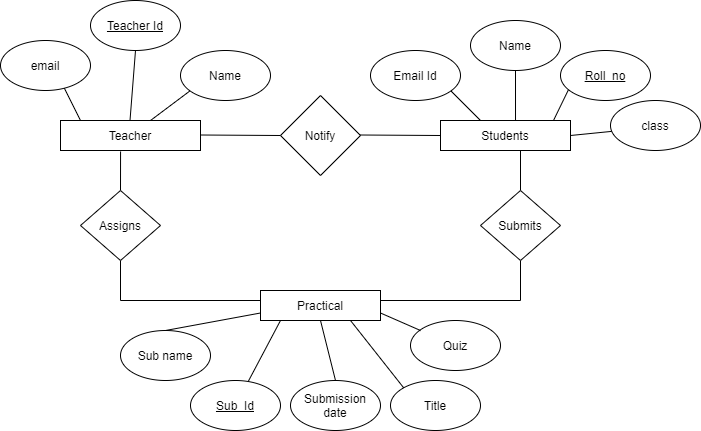 Teacher Id
email
Name
Email Id
Name
Roll_no
class
Teacher
Notify
Students
Assigns
Submits
Practical
Sub name
Quiz
Sub_Id
Submission
date
Title